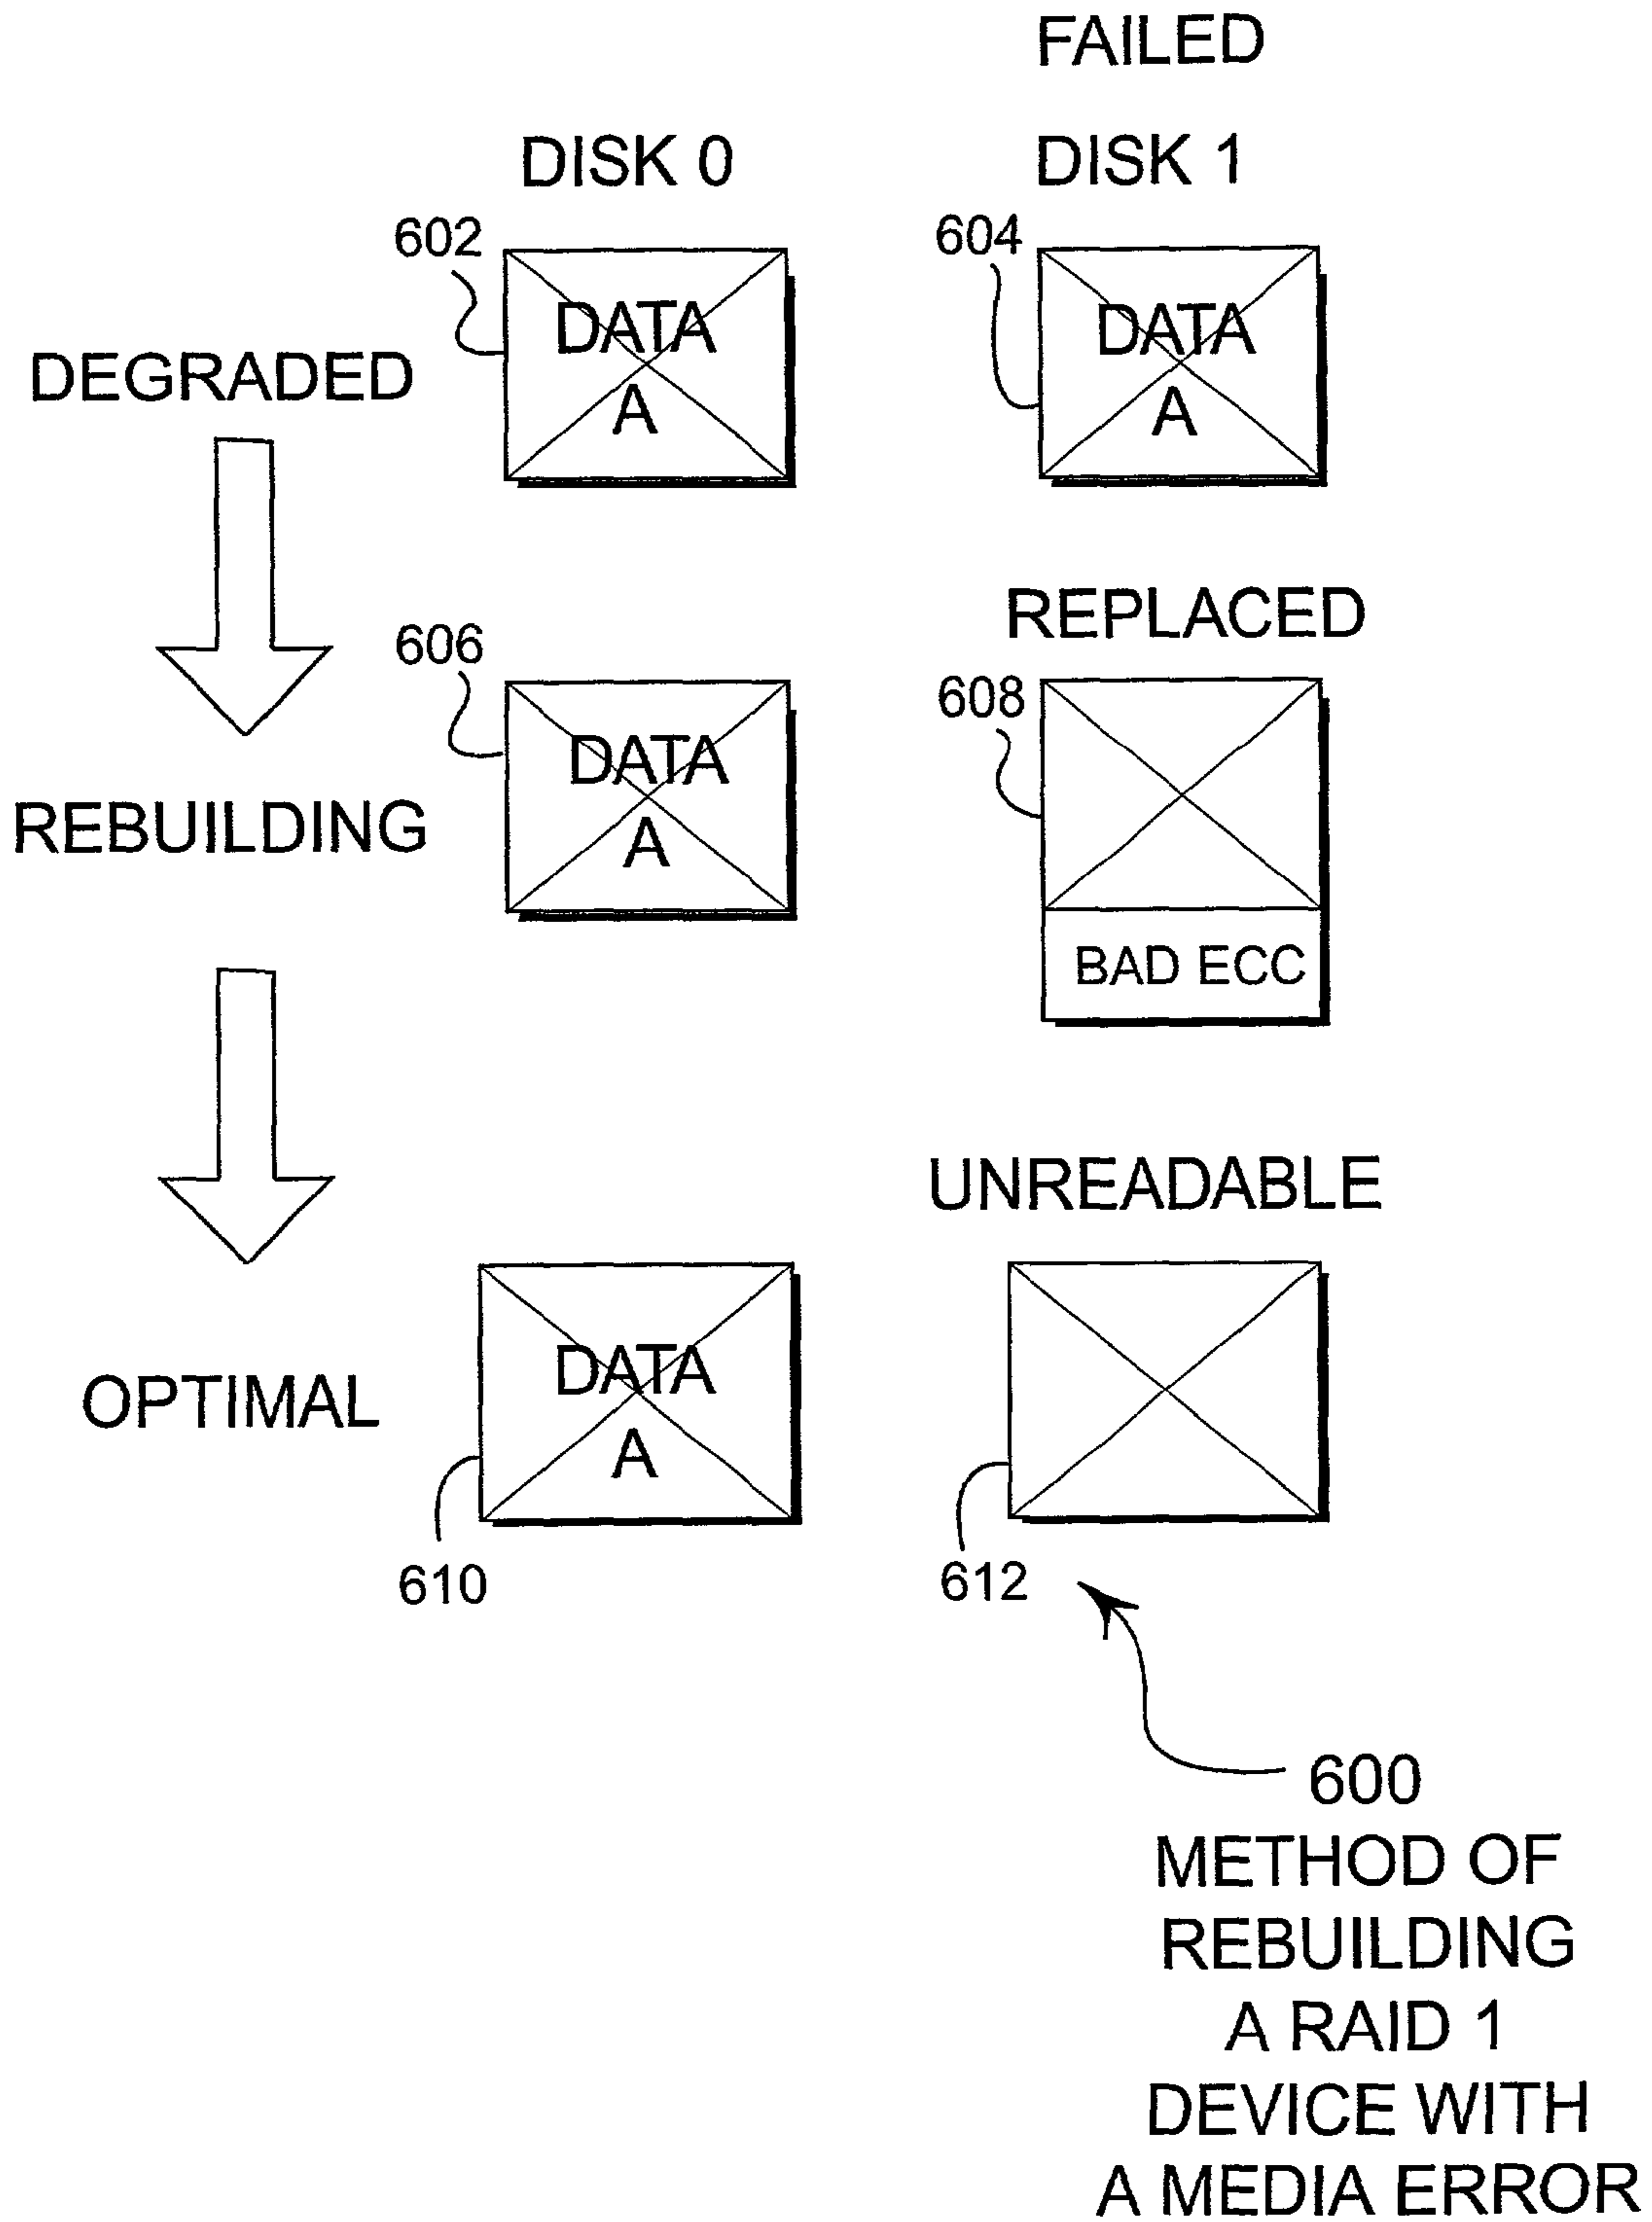 FAILED
DISK 0
DISK 1
602
604
DATA
A
DATA
A
DEGRADED
REPLACED
606
608
DATA
A
REBUILDING
BAD ECC
UNREADABLE
DATA
A
OPTIMAL
610
612
600
METHOD OF
REBUILDING
A RAID 1
DEVICE WITH
A MEDIA ERROR